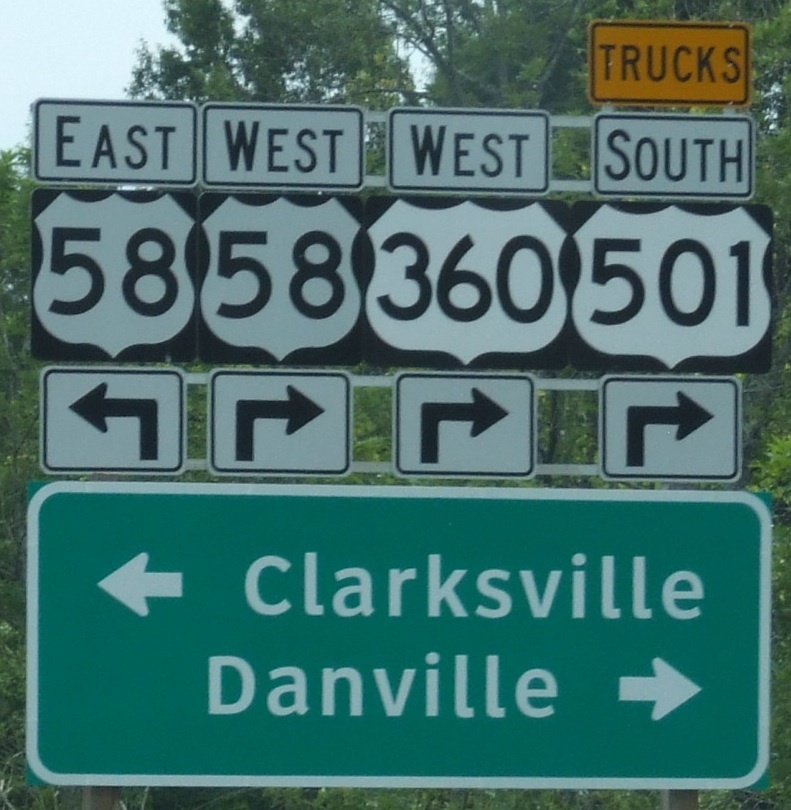 TRUCKS
EAST WEST WEST SOUTH
58 58 360 501
Clarksville
Danville